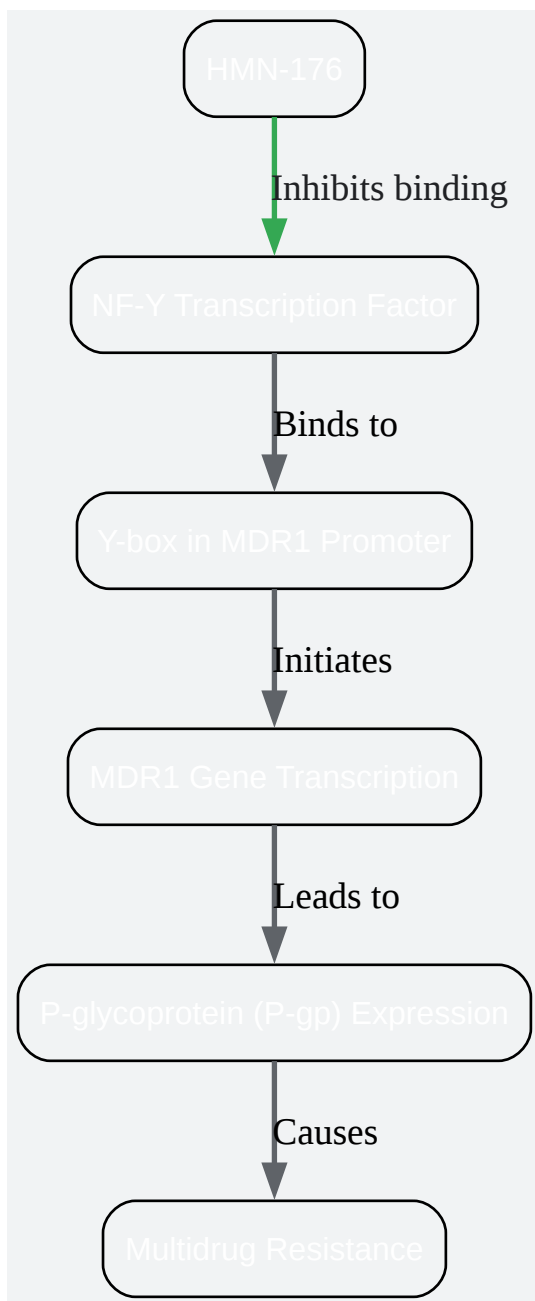 HMN-176
Inhibits binding
NF-Y Transcription Factor
Binds to
Y-box in MDR1 Promoter
Initiates
MDR1 Gene Transcription
Leads to
P-glycoprotein (P-gp) Expression
Causes
Multidrug Resistance